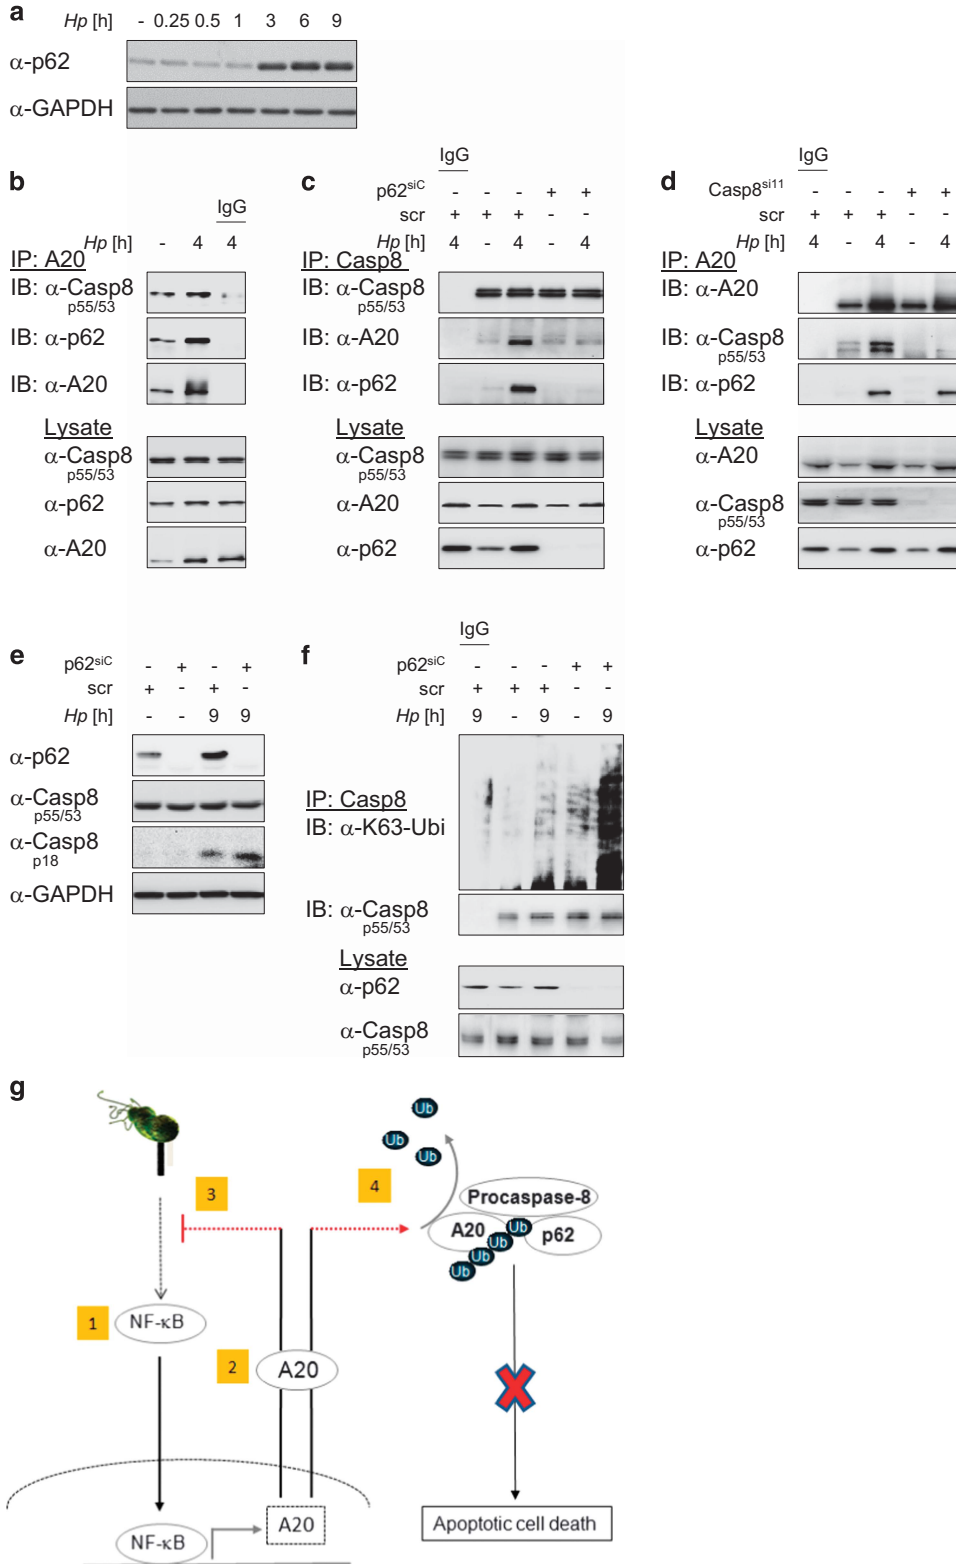 a
Hp [h] - 0.25 0.5 1 3 6 9
α-p62
α-GAPDH
b
IgG
Hp [h] - 4 4
IP: A20
IB: α-Casp8
p55/53
IB: α-p62
IB: α-A20
Lysate
α-Casp8
p55/53
α-p62
α-A20
c
IgG
p62siC - - - + +
scr + + + - -
Hp [h] 4 - 4 - 4
IP: Casp8
IB: α-Casp8
p55/53
IB: α-A20
IB: α-p62
Lysate
α-Casp8
p55/53
α-A20
α-p62
d
IgG
Casp8si11 - - - + +
scr + + + - -
Hp [h] 4 - 4 - 4
IP: A20
IB: α-A20
IB: α-Casp8
p55/53
IB: α-p62
Lysate
α-A20
α-Casp8
p55/53
α-p62
e
p62siC - + - +
scr + - + -
Hp [h] - - 9 9
α-p62
α-Casp8
p55/53
α-Casp8
p18
α-GAPDH
f
IgG
p62siC - - - + +
scr + + + - -
Hp [h] 9 - 9 - 9
IP: Casp8
IB: α-K63-Ubi
IB: α-Casp8
p55/53
Lysate
α-p62
α-Casp8
p55/53
g
Ub
Ub
Ub
3
4
Procaspase-8
A20
Ub
p62
Ub
Ub
Ub
1
NF-κB
2
A20
A20
NF-κB
Apoptotic cell death